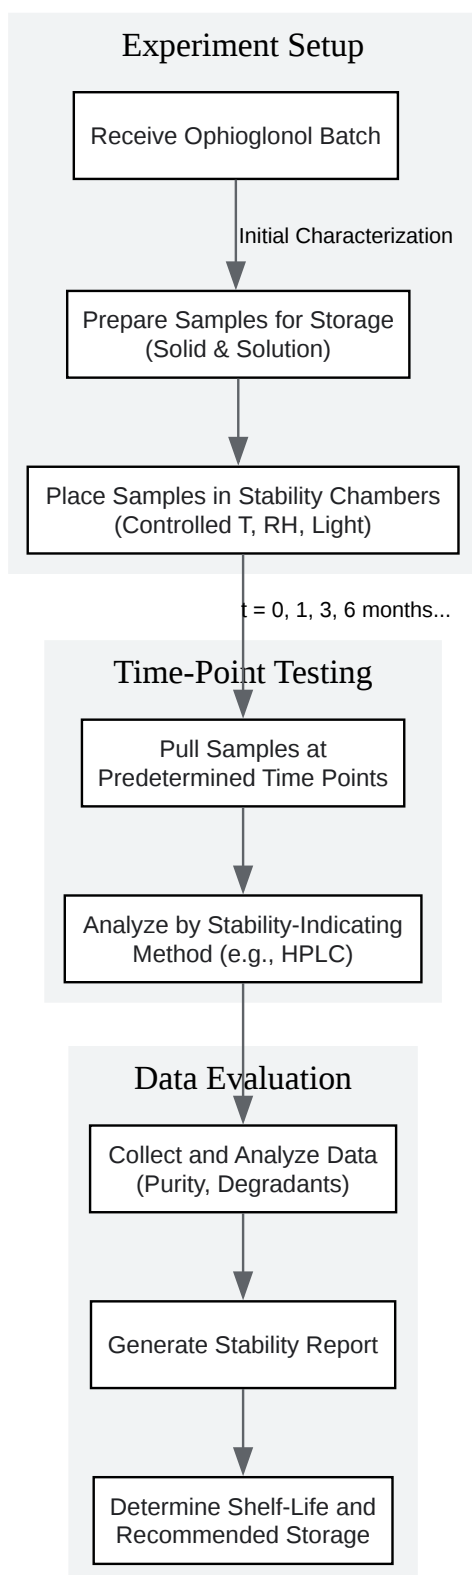 Experiment Setup
Receive Ophioglonol Batch
Initial Characterization
Prepare Samples for Storage
(Solid & Solution)
Place Samples in Stability Chambers
(Controlled T, RH, Light)
t = 0, 1, 3, 6 months...
Time-Point Testing
Pull Samples at
Predetermined Time Points
Analyze by Stability-Indicating
Method (e.g., HPLC)
Data Evaluation
Collect and Analyze Data
(Purity, Degradants)
Generate Stability Report
Determine Shelf-Life and
Recommended Storage